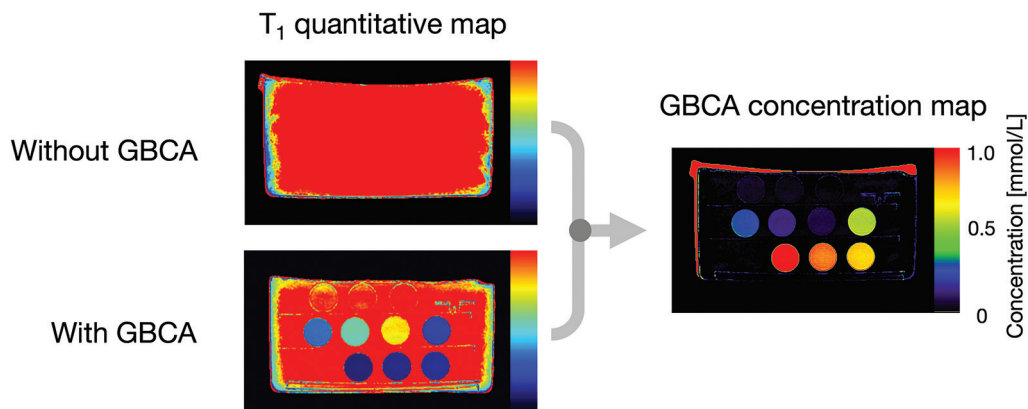 T₁ quantitative map
Without GBCA
With GBCA
GBCA concentration map
1.0
0.5
0
Concentration [mmol/L]